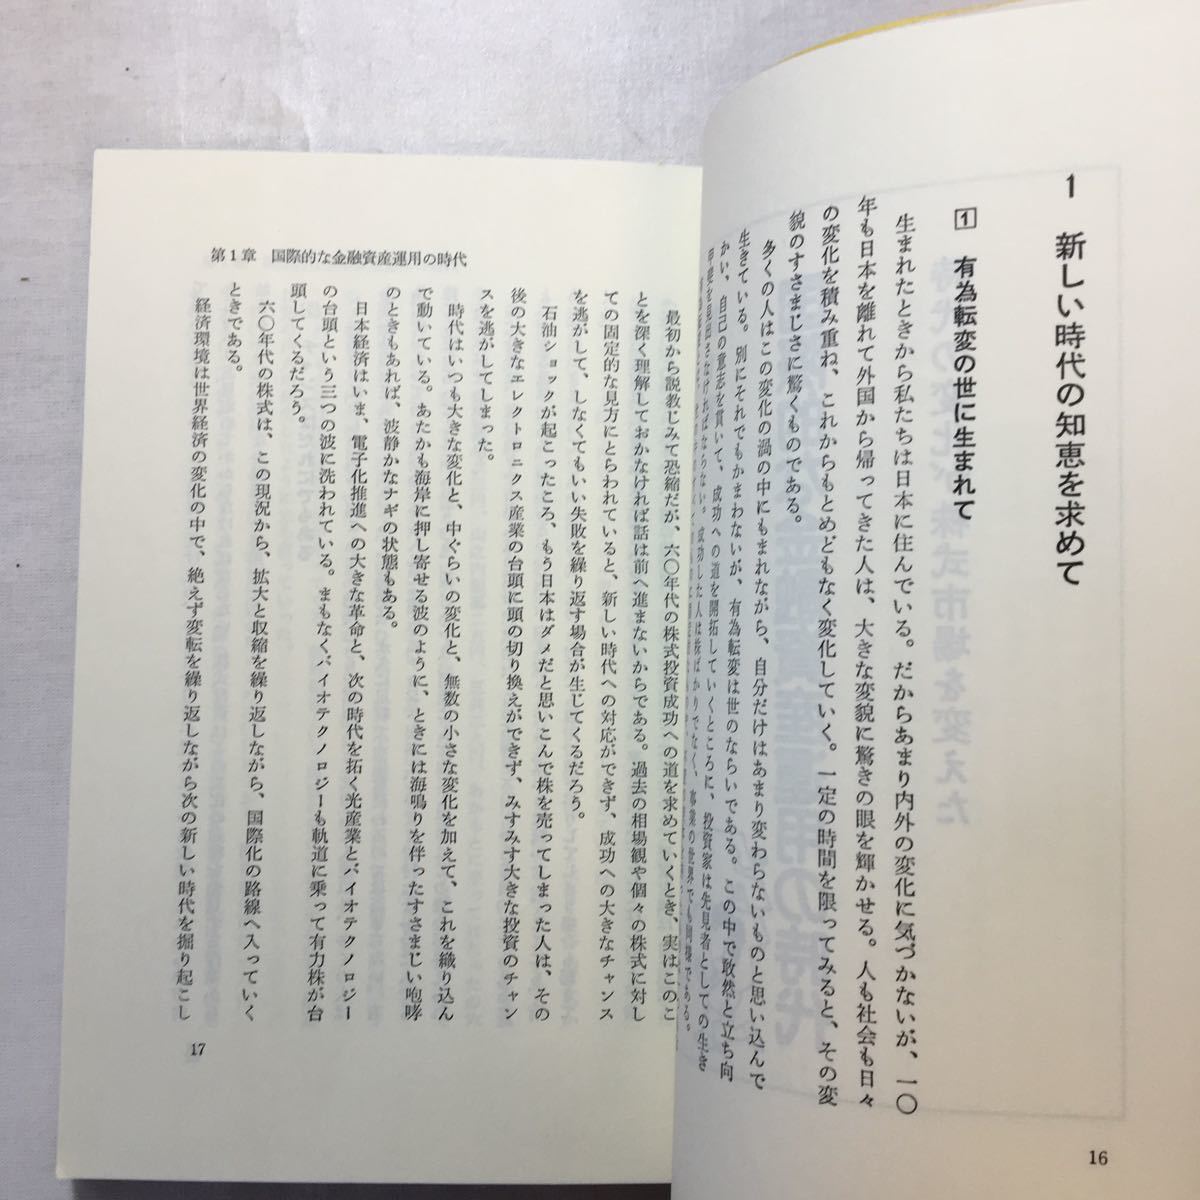 1 新しい時代の知恵を求めて
1 有為転変の世に生まれて
生まれたときから私たちは日本に住んでいる。だからあまり内外の変化に気づかないが、一〇
年も日本を離れて外国から帰ってきた人は、大きな変貌に驚きの眼を輝かせる。人も社会も日々
の変化を積み重ね、これからもとめどもなく変化していく。一定の時間を限ってみると、その変
貌のすさまじさに驚くものである。
多くの人はこの変化の渦の中にもまれながら、自分だけはあまり変わらないものと思い込んで
生きている。別にそれでもかまわないが、有為転変は世のならいである。この中で敢然と立ち向
かい、自己の意志を貫いて、成功への道を開拓していくところに、投資家は先見者としての生き
甲斐を見出さなければならない。成功した人は株ばかりでなく、事業の世界でも同様である。
16
最初から説教じみて恐縮だが、六〇年代の株式投資成功への道を求めていくとき、実はこのこ
とを深く理解しておかなければ話は前へ進まないからである。過去の相場観や個々の株式に対し
ての固定的な見方にとらわれていると、新しい時代への対応ができず、成功への大きなチャンス
を逃がして、しなくてもいい失敗を繰り返す場合が生じてくるだろう。
石油ショックが起こったころ、もう日本はダメだと思いこんで株を売ってしまった人は、その
後の大きなエレクトロニクス産業の台頭に頭の切り換えができず、みすみす大きな投資のチャン
スを逃がしてしまった。
時代はいつも大きな変化と、中ぐらいの変化と、無数の小さな変化を加えて、これを織り込ん
で動いている。あたかも海岸に押し寄せる波のように、ときには海鳴りを伴ったすさまじい咆哮
のときもあれば、波静かなナギの状態もある。
日本経済はいま、電子化推進への大きな革命と、次の時代を拓く光産業とバイオテクノロジー
の台頭という三つの波に洗われている。まもなくバイオテクノロジーも軌道に乗って有力株が台
頭してくるだろう。
六〇年代の株式は、この現況から、拡大と収縮を繰り返しながら、国際化の路線へ入っていく
ときである。
経済環境は世界経済の変化の中で、絶えず変転を繰り返しながら次の新しい時代を掘り起こし
第1章 国際的な金融資産運用の時代
17